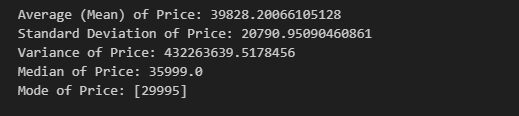 Average (Mean) of Price: 39828.20066105128
Standard Deviation of Price: 20790.95090460861
Variance of Price: 432263639.5178456
Median of Price: 35999.0
Mode of Price: [29995]